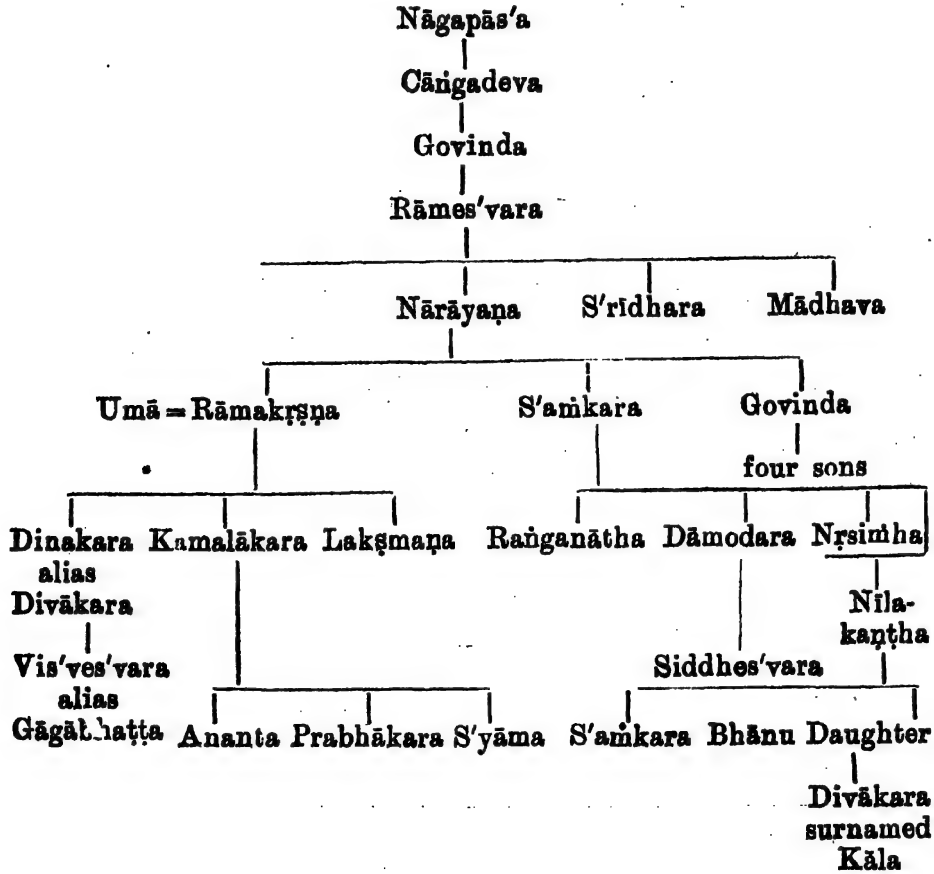 Nāgapās'a
Cāṅgadeva
Govinda
Rāmes'vara
Nārāyaṇa S'rīdhara Mādhava
Umā = Rāmakṛṣṇa S'aṁkara Govinda
four sons
Dinakara Kamalākara Lakṣmaṇa Raṅganātha Dāmodara Nṛsiṁha
alias
Divākara Nīla-
kaṇṭha
Vis'ves'vara Siddhes'vara
alias
Gāgābhaṭṭa Ananta Prabhākara S'yāma S'aṁkara Bhānu Daughter
Divākara
surnamed
Kāla